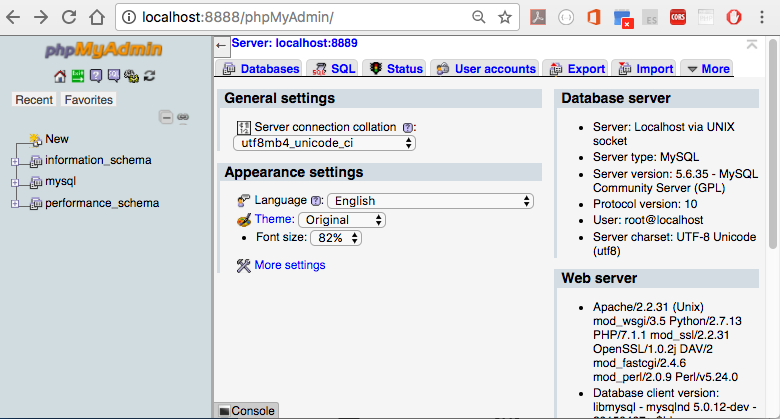 localhost:8888/phpMyAdmin/
CORS
ES
phpMyAdmin
Server: localhost:8889
Databases SQL Status User accounts Export Import More
Recent Favorites
New
information_schema
mysql
performance_schema
General settings
Server connection collation :
utf8mb4_unicode_ci
Appearance settings
Language : English
Theme: Original
Font size: 82%
More settings
Console
Database server
Server: Localhost via UNIX
socket
Server type: MySQL
Server version: 5.6.35 - MySQL
Community Server (GPL)
Protocol version: 10
User: root@localhost
Server charset: UTF-8 Unicode
(utf8)
Web server
Apache/2.2.31 (Unix)
mod_wsgi/3.5 Python/2.7.13
PHP/7.1.1 mod_ssl/2.2.31
OpenSSL/1.0.2j DAV/2
mod_fastcgi/2.4.6
mod_perl/2.0.9 Perl/v5.24.0
Database client version:
libmysql - mysqlnd 5.0.12-dev -